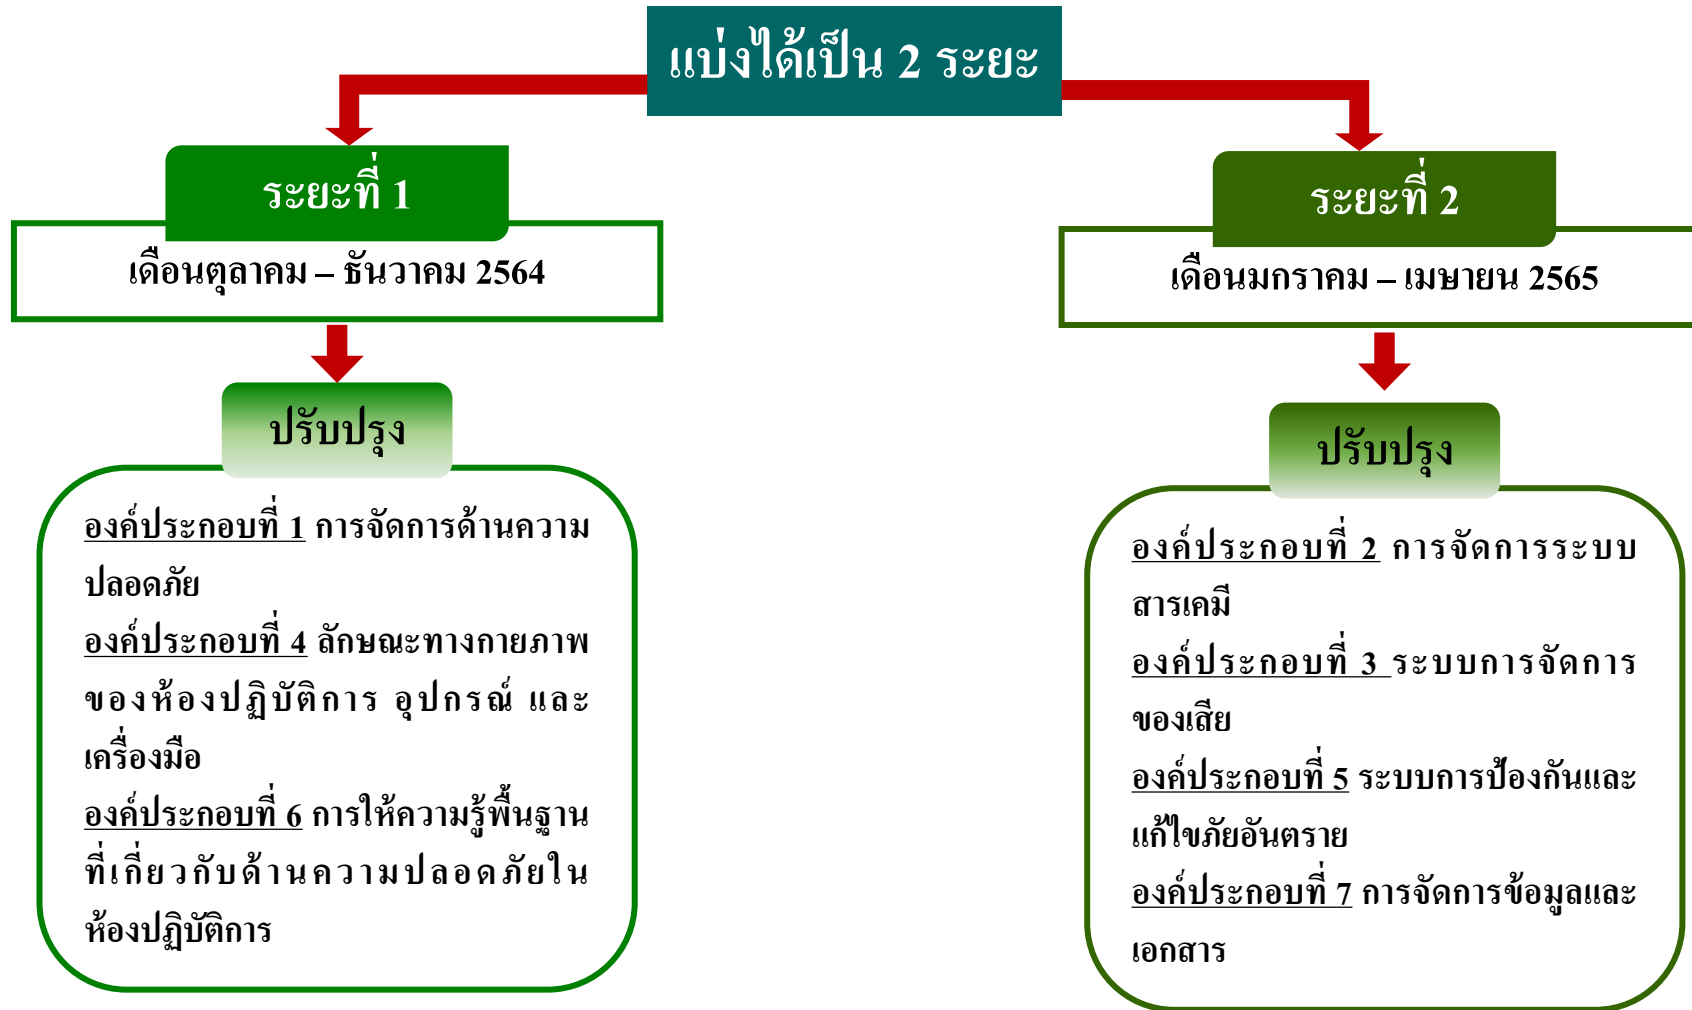 แบ่งได้เป็น 2 ระยะ
ระยะที่ 1
เดือนตุลาคม – ธันวาคม 2564
ปรับปรุง
องค์ประกอบที่ 1 การจัดการด้านความ
ปลอดภัย
องค์ประกอบที่ 4 ลักษณะทางกายภาพ
ของห้องปฏิบัติการ อุปกรณ์ และ
เครื่องมือ
องค์ประกอบที่ 6 การให้ความรู้พื้นฐาน
ที่เกี่ยวกับด้านความปลอดภัยใน
ห้องปฏิบัติการ
ระยะที่ 2
เดือนมกราคม – เมษายน 2565
ปรับปรุง
องค์ประกอบที่ 2 การจัดการระบบ
สารเคมี
องค์ประกอบที่ 3 ระบบการจัดการ
ของเสีย
องค์ประกอบที่ 5 ระบบการป้องกันและ
แก้ไขภัยอันตราย
องค์ประกอบที่ 7 การจัดการข้อมูลและ
เอกสาร